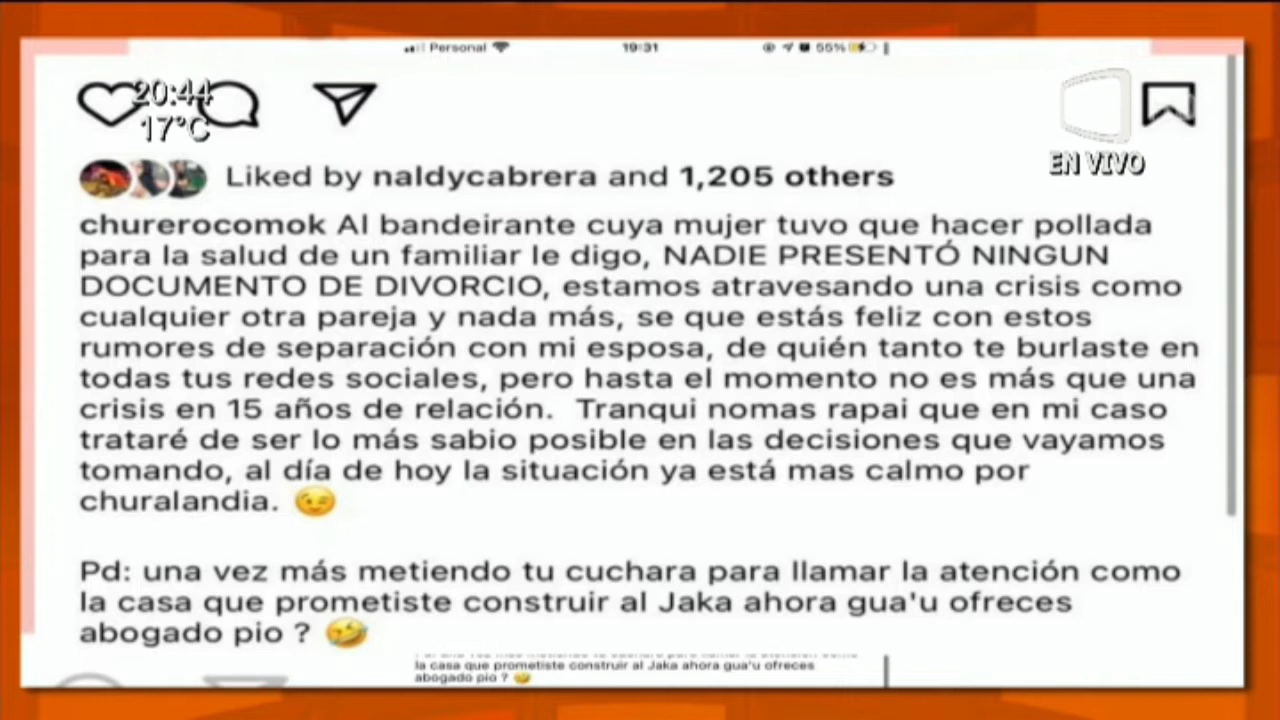 Personal 19:31 55%
20:44
17°C
EN VIVO
Liked by naldycabrera and 1,205 others
churerocomok Al bandeirante cuya mujer tuvo que hacer pollada
para la salud de un familiar le digo, NADIE PRESENTÓ NINGUN
DOCUMENTO DE DIVORCIO, estamos atravesando una crisis como
cualquier otra pareja y nada más, se que estás feliz con estos
rumores de separación con mi esposa, de quién tanto te burlaste en
todas tus redes sociales, pero hasta el momento no es más que una
crisis en 15 años de relación. Tranqui nomas rapai que en mi caso
trataré de ser lo más sabio posible en las decisiones que vayamos
tomando, al día de hoy la situación ya está mas calmo por
churalandia. 😉
Pd: una vez más metiendo tu cuchara para llamar la atención como
la casa que prometiste construir al Jaka ahora gua'u ofreces
abogado pio ? 🤣
la casa que prometiste construir al Jaka ahora gua'u ofreces
abogado pio ? 🤣